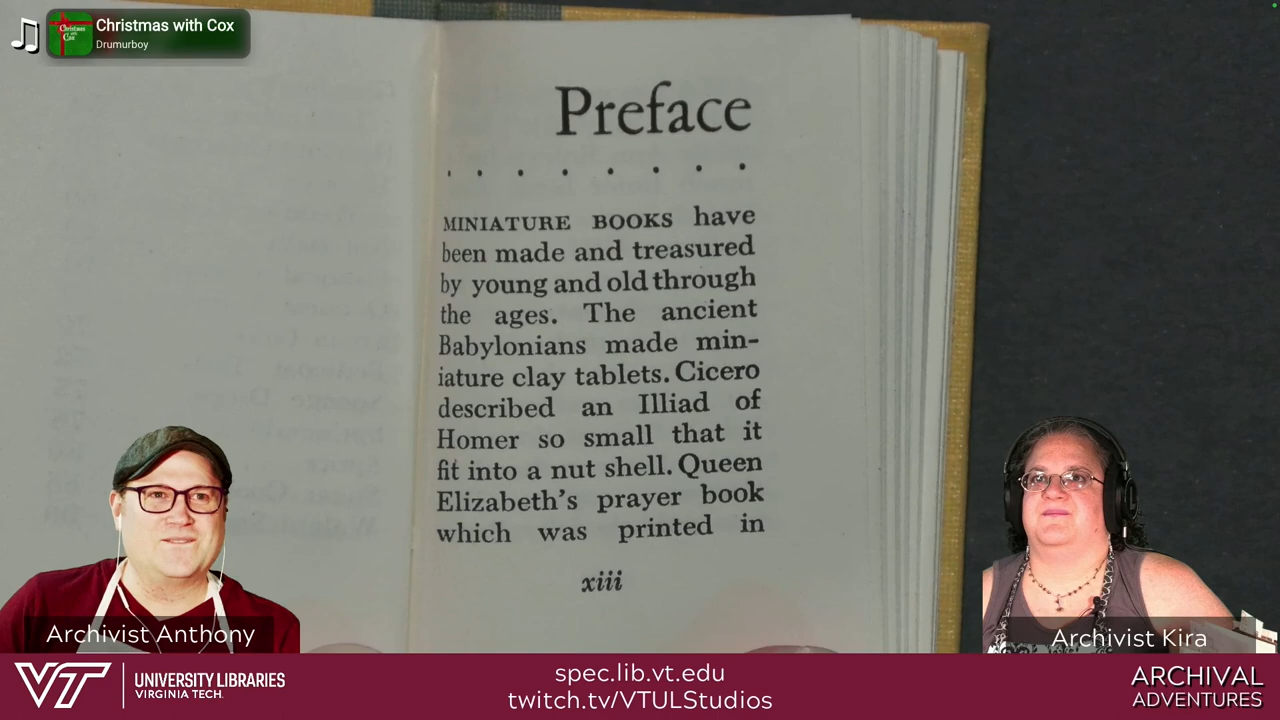 Christmas with Cox
Drumurboy
Preface
MINIATURE BOOKS have
been made and treasured
by young and old through
the ages. The ancient
Babylonians made min-
iature clay tablets. Cicero
described an Illiad of
Homer so small that it
fit into a nut shell. Queen
Elizabeth's prayer book
which was printed in
xiii
Archivist Anthony
Archivist Kira
VT
UNIVERSITY LIBRARIES
VIRGINIA TECH.
spec.lib.vt.edu
twitch.tv/VTULStudios
ARCHIVAL
ADVENTURES